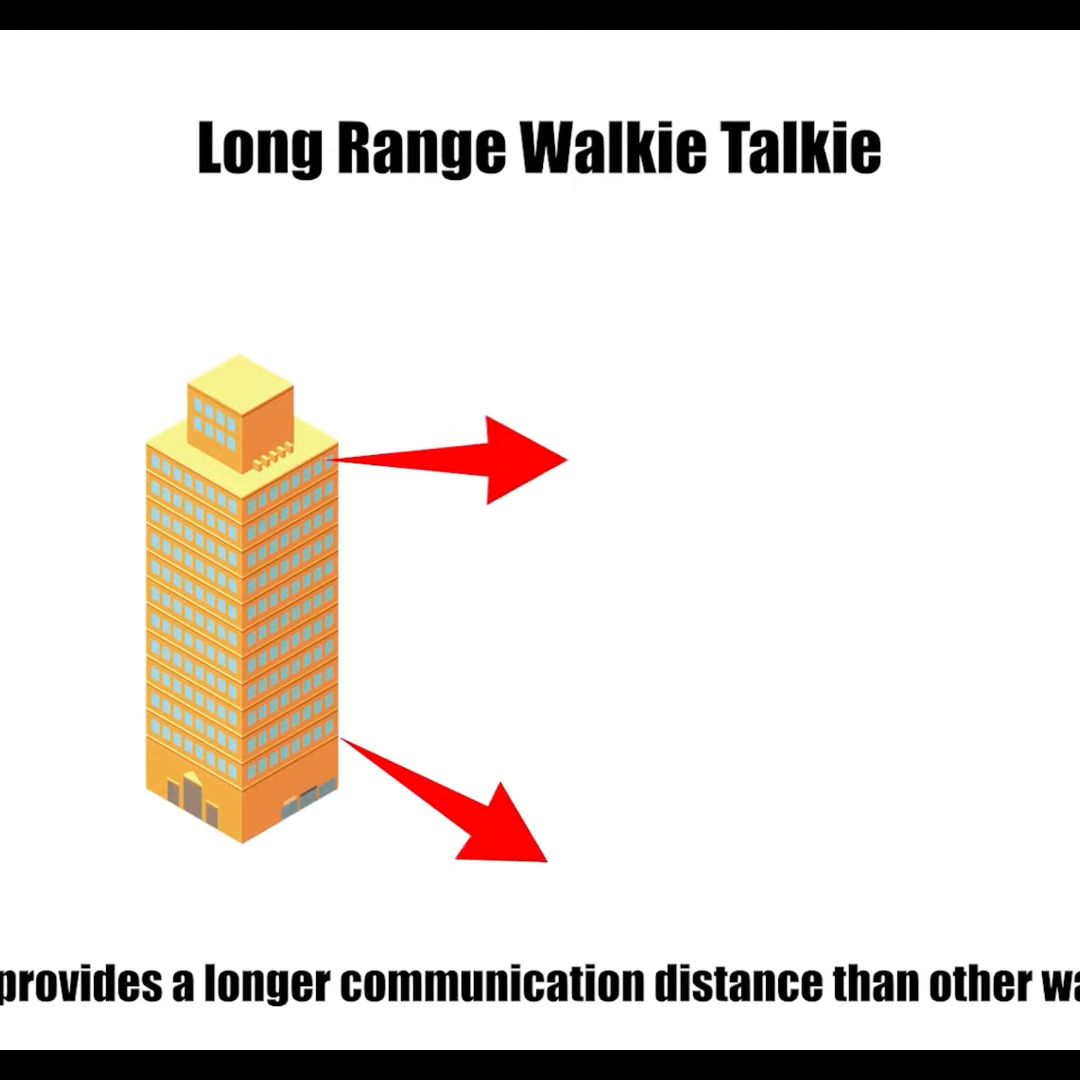 Long Range Walkie Talkie
provides a longer communication distance than other wa